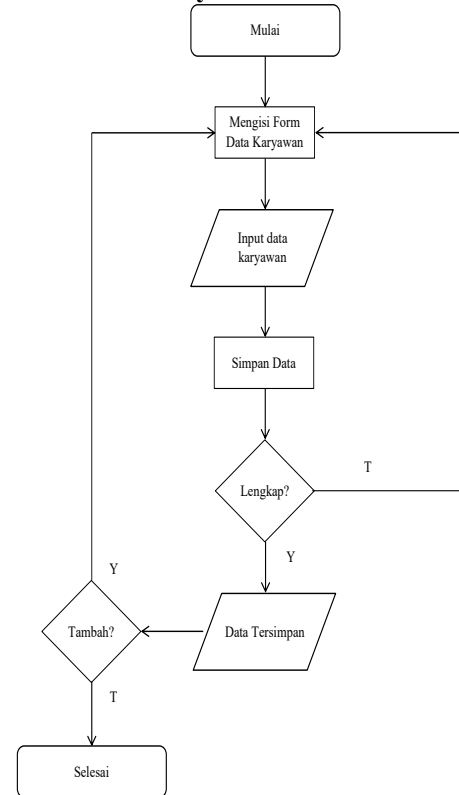 Mulai
Mengisi Form
Data Karyawan
Input data
karyawan
Simpan Data
Lengkap?
T
Y
Data Tersimpan
Y
Tambah?
T
Selesai